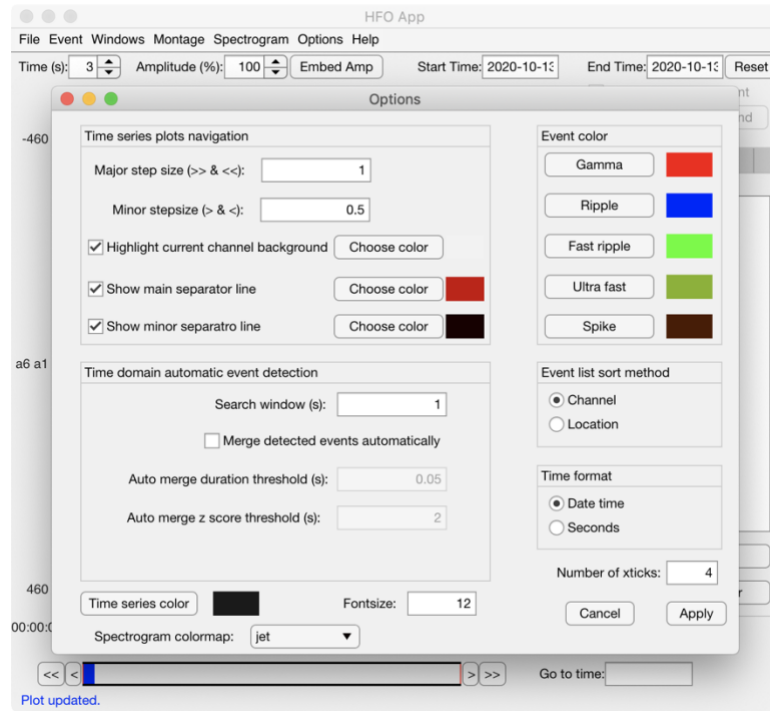 HFO App
File Event Windows Montage Spectrogram Options Help
Time (s): 3 Amplitude (%): 100 Embed Amp Start Time: 2020-10-13 End Time: 2020-10-13 Reset
Options
nt
nd
-460
Time series plots navigation
Major step size (>> & <<): 1
Minor stepsize (> & <): 0.5
Highlight current channel background Choose color
Show main separator line Choose color
Show minor separatro line Choose color
Event color
Gamma
Ripple
Fast ripple
Ultra fast
Spike
a6 a1
Time domain automatic event detection
Search window (s): 1
Merge detected events automatically
Auto merge duration threshold (s): 0.05
Auto merge z score threshold (s): 2
Event list sort method
Channel
Location
Time format
Date time
Seconds
Number of xticks: 4
460
r
Time series color Fontsize: 12
Cancel Apply
00:00:0
Spectrogram colormap: jet
<< < > >> Go to time:
Plot updated.